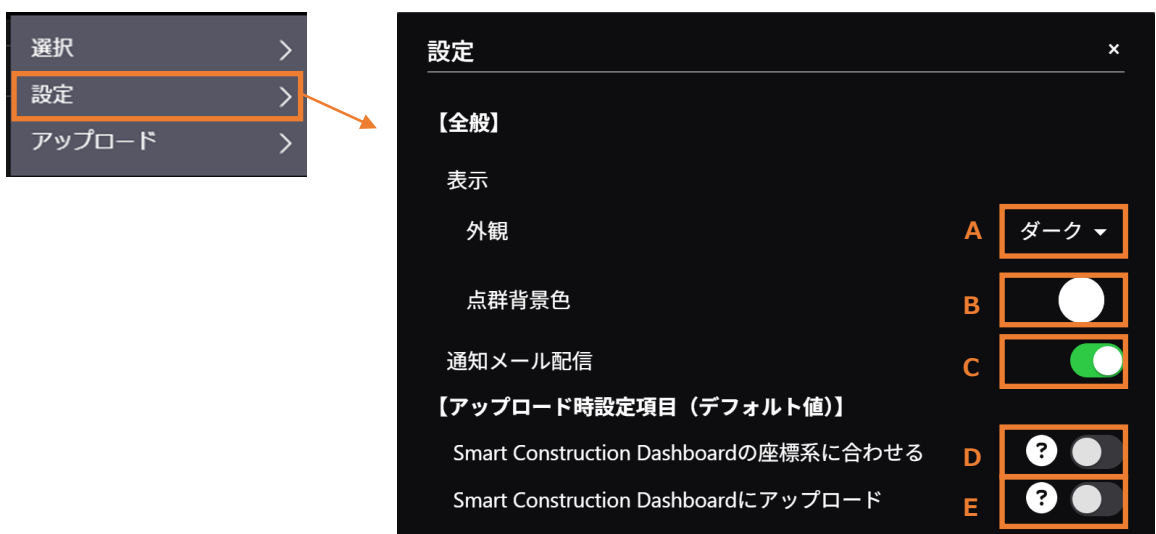 選択
設定
アップロード
設定 ×
【全般】
表示
外観 A ダーク
点群背景色 B
通知メール配信 C
【アップロード時設定項目（デフォルト値）】
Smart Construction Dashboardの座標系に合わせる D ?
Smart Construction Dashboardにアップロード E ?